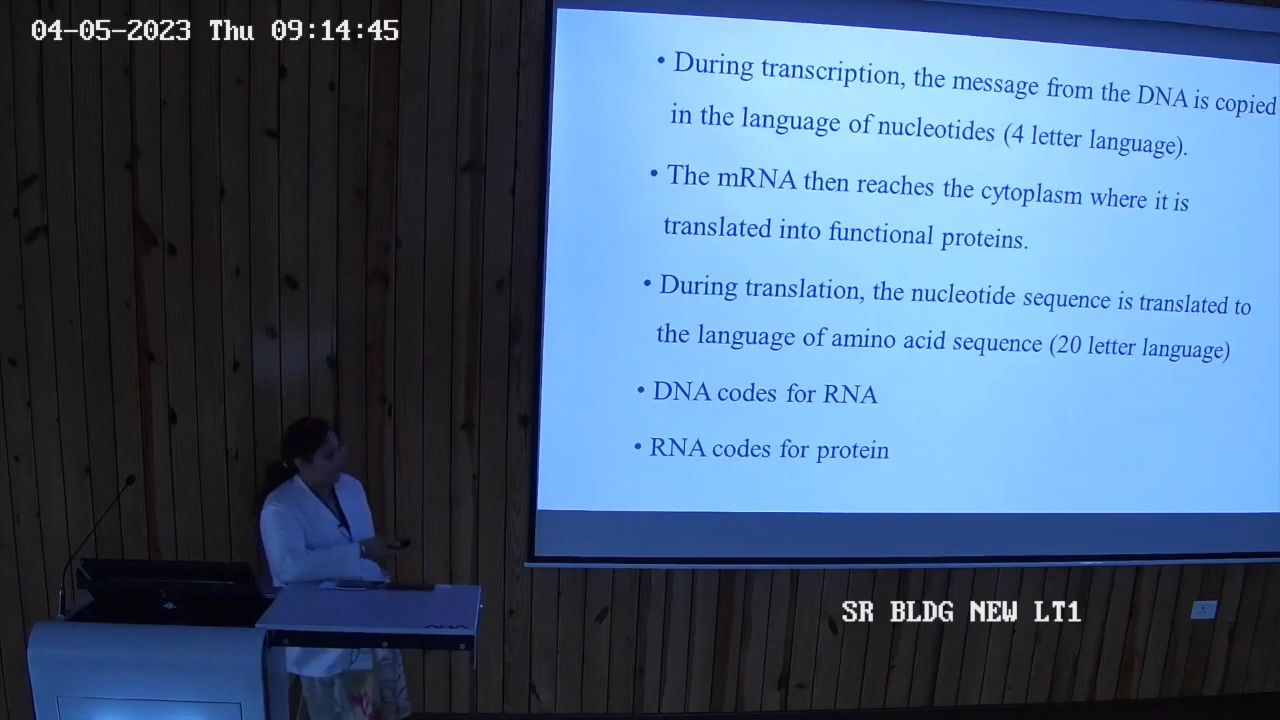 04-05-2023 Thu 09:14:45
• During transcription, the message from the DNA is copied
in the language of nucleotides (4 letter language).
• The mRNA then reaches the cytoplasm where it is
translated into functional proteins.
• During translation, the nucleotide sequence is translated to
the language of amino acid sequence (20 letter language)
• DNA codes for RNA
• RNA codes for protein
SR BLDG NEW LT1